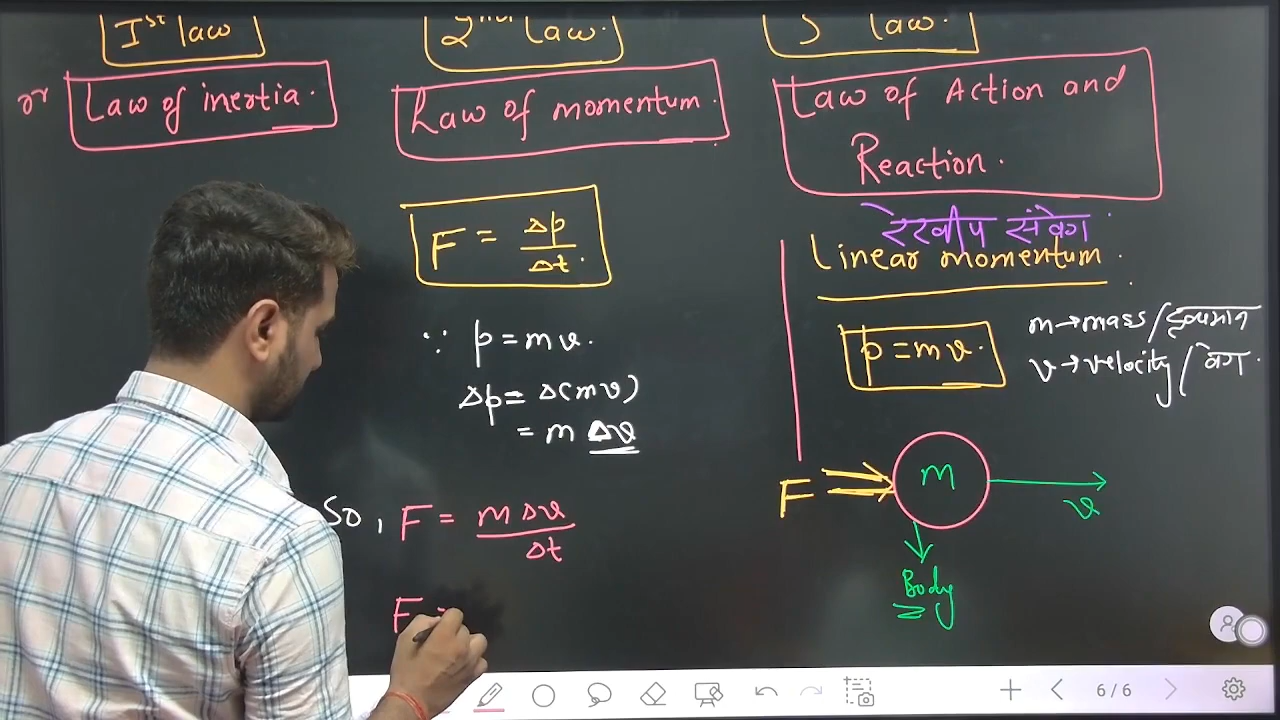 Ist law
2nd Law.
3 law.
or Law of inertia.
Law of momentum.
Law of Action and
Reaction.
F = Δp / Δt.
∵ p = mv.
Δp = Δ(mv)
= m Δv
So, F = m Δv / Δt
F =
रेखीय संवेग
Linear momentum.
p = mv.
m → mass / द्रव्यमान
v → velocity / वेग.
F
m
v
Body
6 / 6